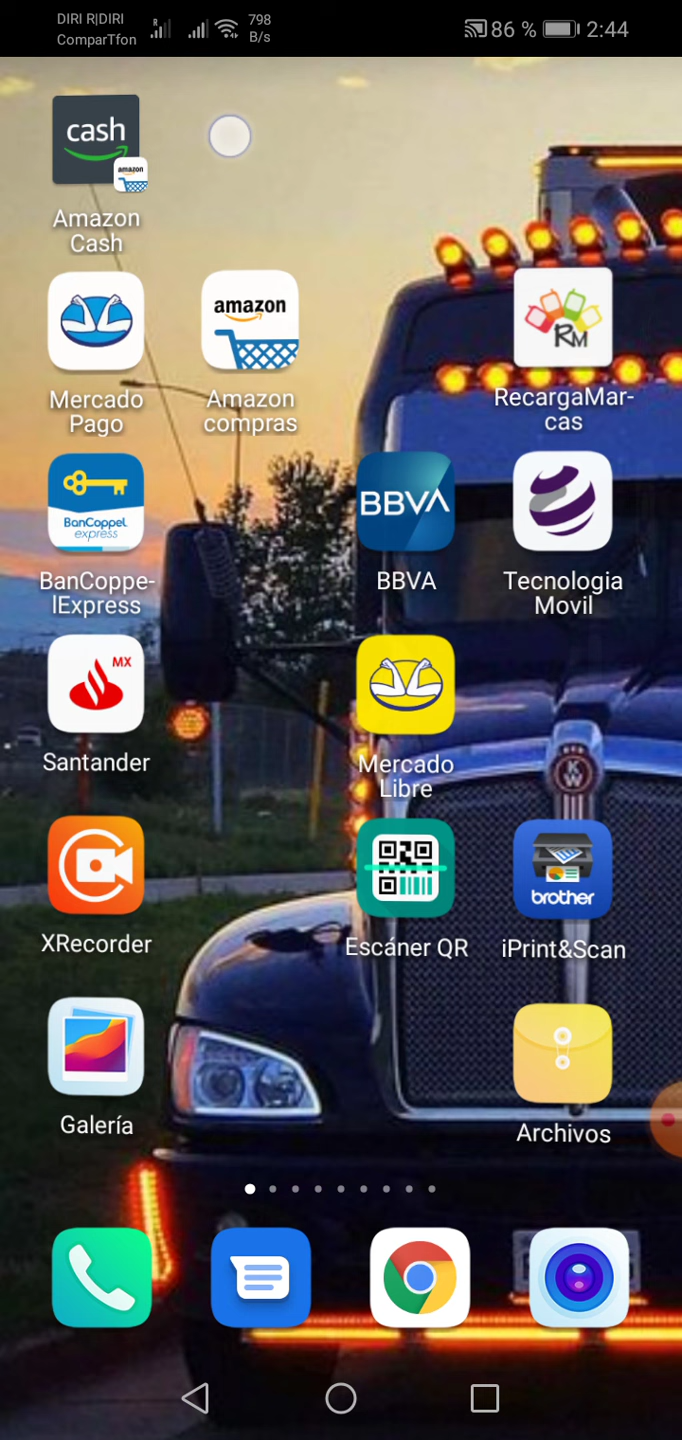 DIRI R|DIRI
ComparTfon
R
798
B/s
86 %
2:44
cash
amazon
Amazon
Cash
amazon
RM
Mercado
Pago
Amazon
compras
RecargaMar-
cas
BanCoppel
express
BBVA
BanCoppe-
lExpress
BBVA
Tecnologia
Movil
MX
Santander
Mercado
Libre
KW
brother
XRecorder
Escáner QR
iPrint&Scan
Galería
Archivos